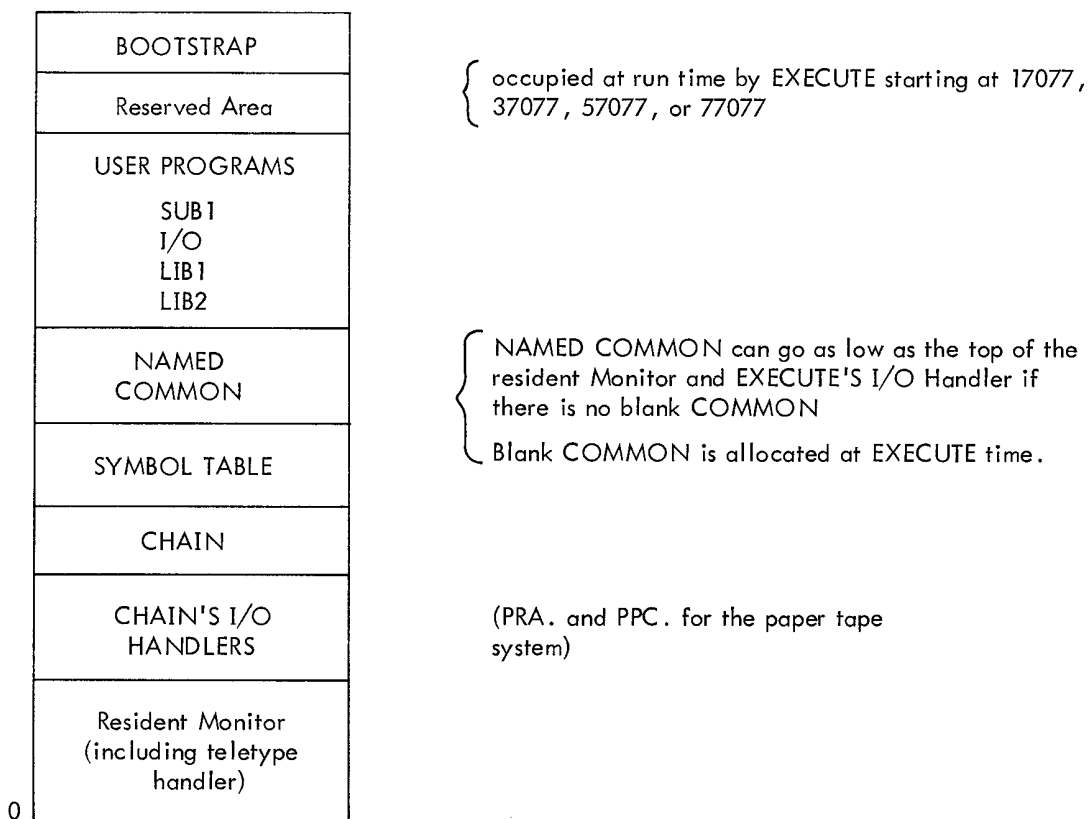 BOOTSTRAP
Reserved Area
occupied at run time by EXECUTE starting at 17077,
37077, 57077, or 77077
USER PROGRAMS
SUB1
I/O
LIB1
LIB2
NAMED
COMMON
NAMED COMMON can go as low as the top of the
resident Monitor and EXECUTE'S I/O Handler if
there is no blank COMMON
Blank COMMON is allocated at EXECUTE time.
SYMBOL TABLE
CHAIN
CHAIN'S I/O
HANDLERS
(PRA. and PPC. for the paper tape
system)
Resident Monitor
(including teletype
handler)
0